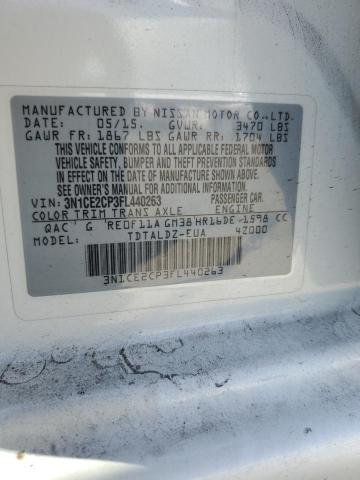 MANUFACTURED BY NISSAN MOTOR CO.,LTD.
DATE: 05/15. GVWR: 3470 LBS
GAWR FR: 1867 LBS GAWR RR: 1704 LBS
THIS VEHICLE CONFORMS TO ALL APPLICABLE FEDERAL MOTOR
VEHICLE SAFETY, BUMPER AND THEFT PREVENTION STANDARDS
IN EFFECT ON THE DATE OF MANUFACTURE SHOWN ABOVE.
SEE OWNER'S MANUAL FOR ADDITIONAL INFORMATION.
VIN: 3N1CE2CP3FL440263 PASSENGER CAR.
COLOR TRIM TRANS AXLE ENGINE
QAC G RE0F11A GM38 HR16DE 1598 CC
MODEL: TDTALDZ-EUA 4Z000
3N1CE2CP3FL440263